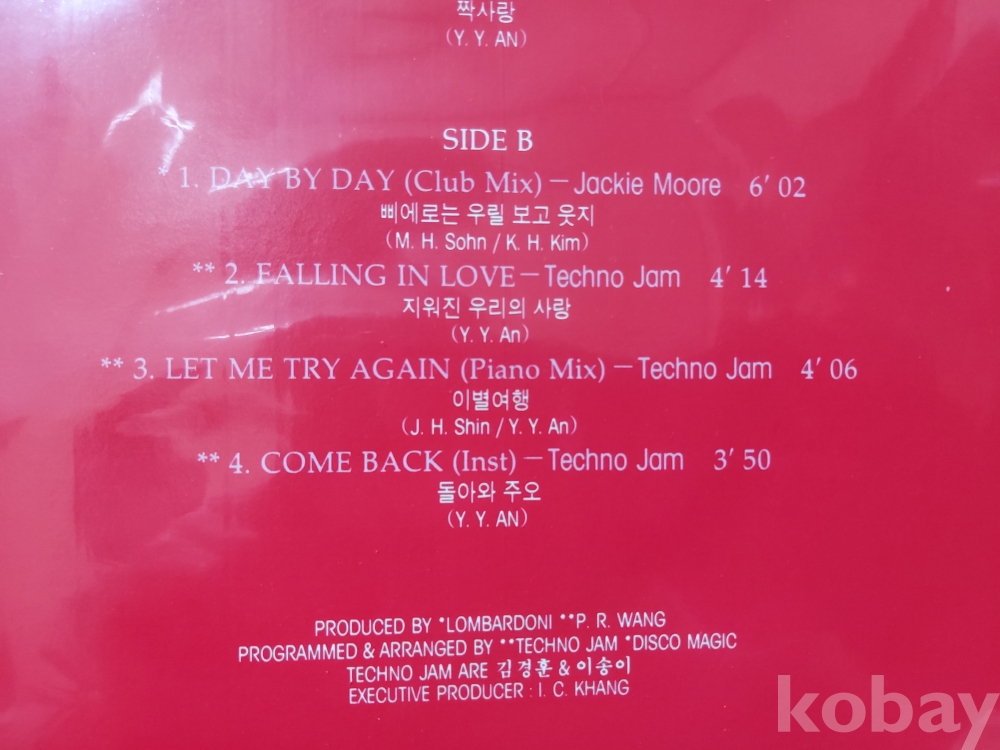 짝사랑
(Y. Y. AN)
SIDE B
* 1. DAY BY DAY (Club Mix) – Jackie Moore 6' 02
삐에로는 우릴 보고 웃지
(M. H. Sohn / K. H. Kim)
** 2. FALLING IN LOVE – Techno Jam 4' 14
지워진 우리의 사랑
(Y. Y. An)
** 3. LET ME TRY AGAIN (Piano Mix) – Techno Jam 4' 06
이별여행
(J. H. Shin / Y. Y. An)
** 4. COME BACK (Inst) – Techno Jam 3' 50
돌아와 주오
(Y. Y. AN)
PRODUCED BY *LOMBARDONI **P. R. WANG
PROGRAMMED & ARRANGED BY **TECHNO JAM *DISCO MAGIC
TECHNO JAM ARE 김경훈 & 이송이
EXECUTIVE PRODUCER : I. C. KHANG
kobay